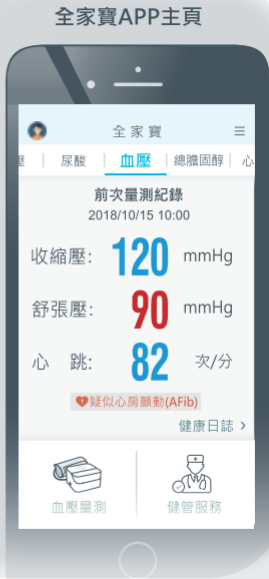 全家寶APP主頁
全家寶
尿酸 血壓 總膽固醇 心
前次量測紀錄
2018/10/15 10:00
收縮壓: 120 mmHg
舒張壓: 90 mmHg
心 跳: 82 次/分
疑似心房顫動(AFib)
健康日誌 >
血壓量測 健管服務